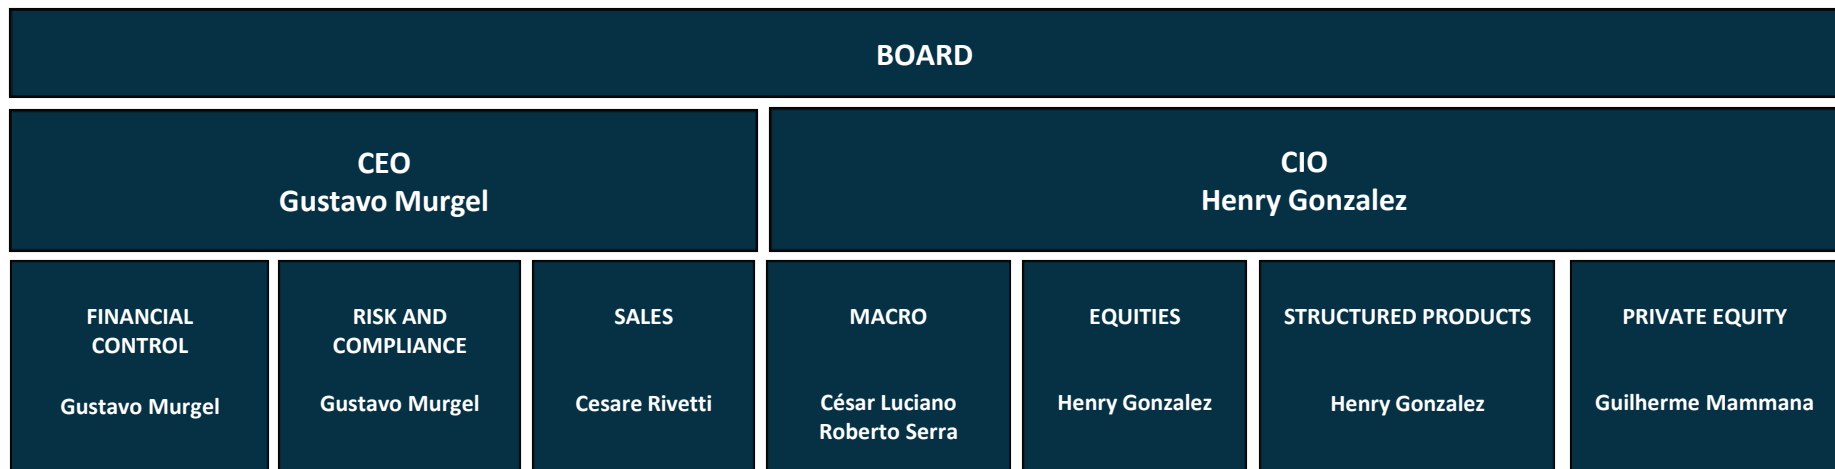 BOARD
CEO
Gustavo Murgel
CIO
Henry Gonzalez
FINANCIAL
CONTROL
Gustavo Murgel
RISK AND
COMPLIANCE
Gustavo Murgel
SALES
Cesare Rivetti
MACRO
César Luciano
Roberto Serra
EQUITIES
Henry Gonzalez
STRUCTURED PRODUCTS
Henry Gonzalez
PRIVATE EQUITY
Guilherme Mammana